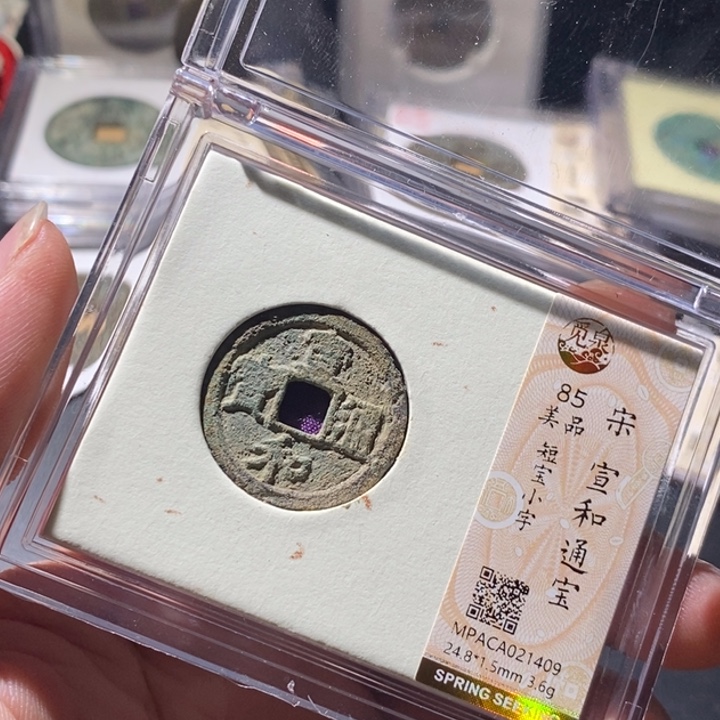 觅泉
85
美品
短宝小字
宋 宣和通宝
MPACA021409
24.8*1.5mm 3.6g
SPRING SEE
宣和通